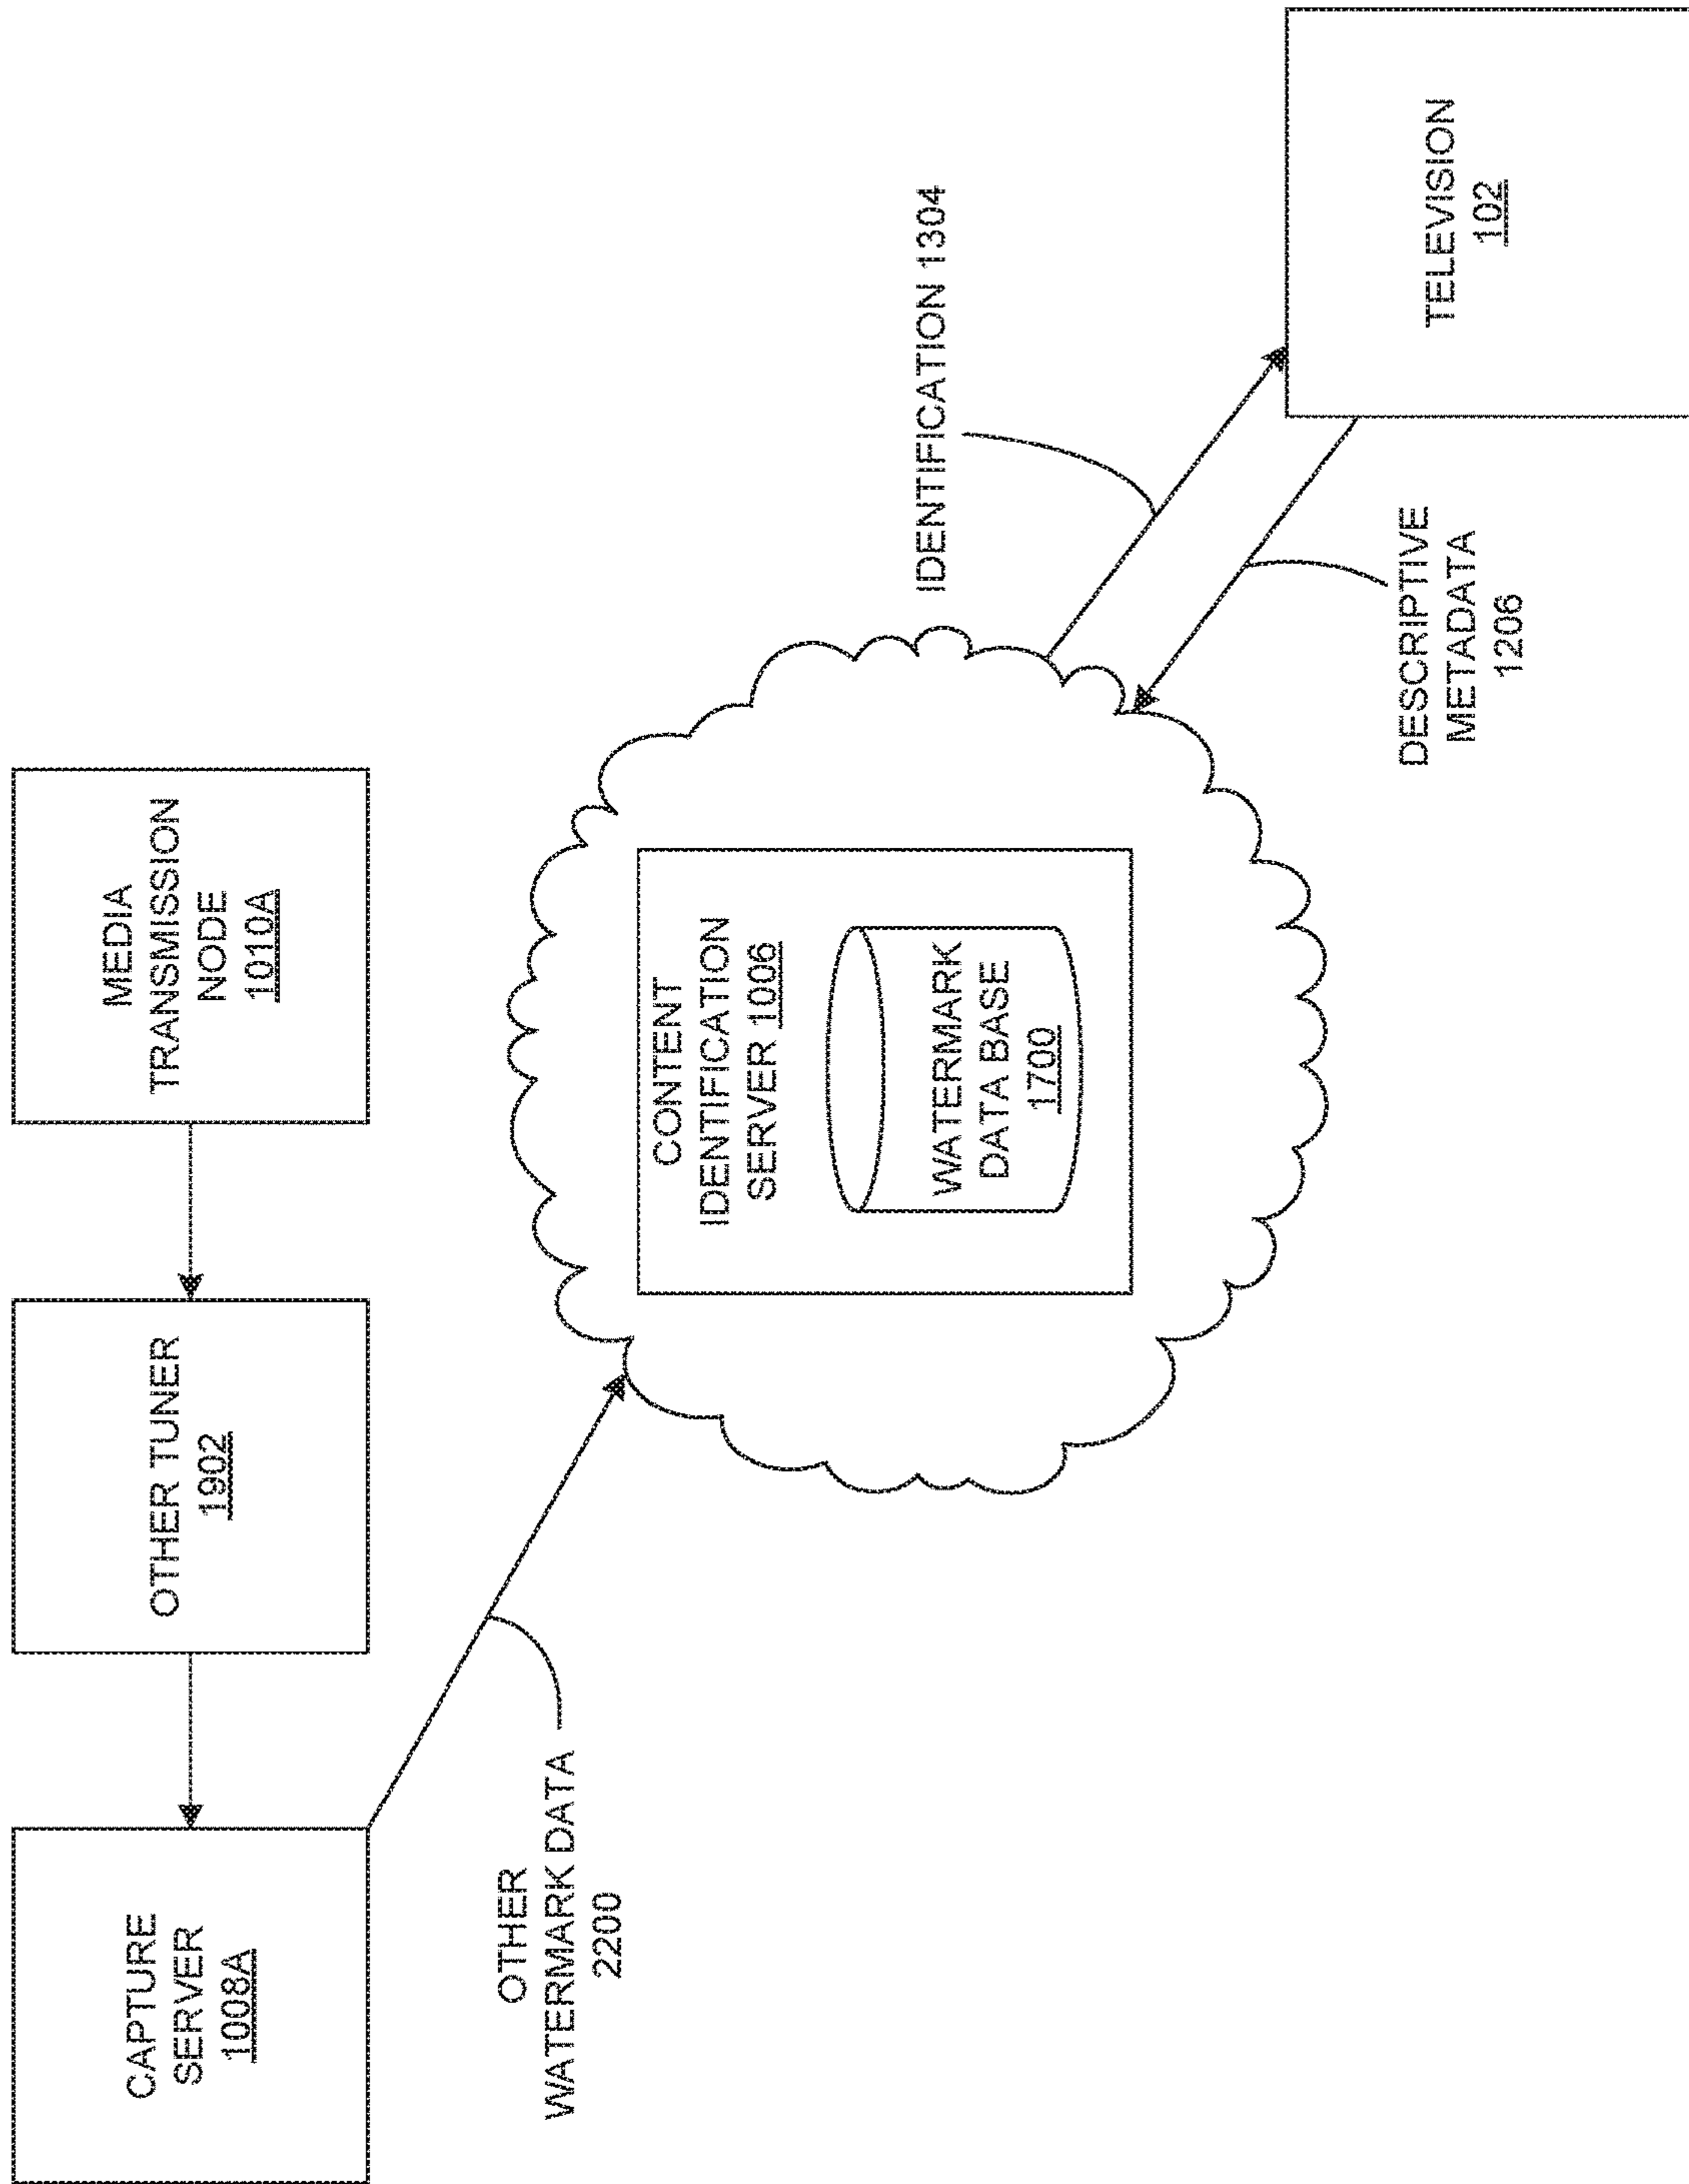 CAPTURE
SERVER
1008A
OTHER TUNER
1902
MEDIA
TRANSMISSION
NODE
1010A
OTHER
WATERMARK DATA
2200
CONTENT
IDENTIFICATION
SERVER 1006
WATERMARK
DATA BASE
1700
IDENTIFICATION 1304
DESCRIPTIVE
METADATA
1206
TELEVISION
102